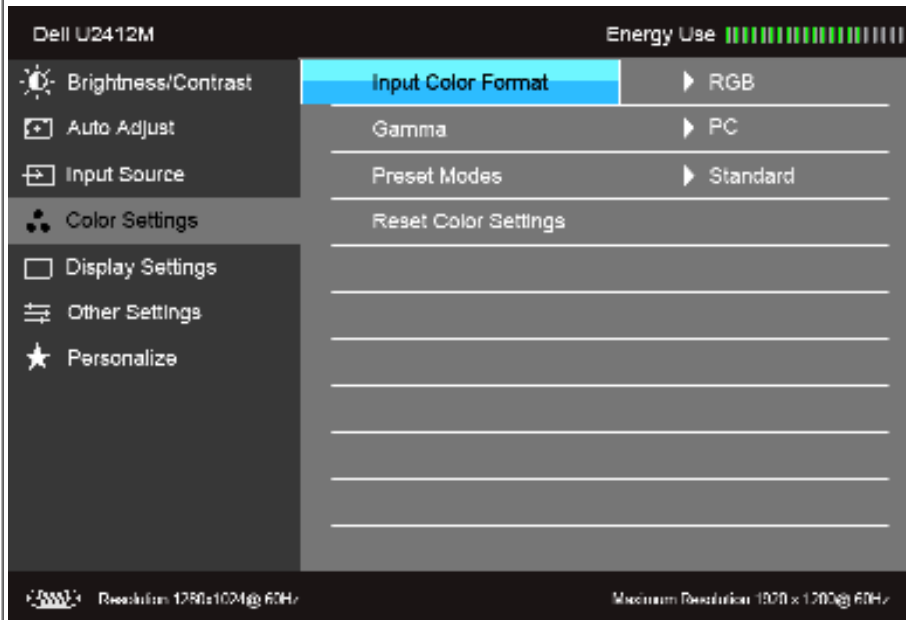 Dell U2412M Energy Use
Brightness/Contrast Input Color Format RGB
Auto Adjust Gamma PC
Input Source Preset Modes Standard
Color Settings Reset Color Settings
Display Settings
Other Settings
Personalize
Resolution 1280x1024@ 60Hz Maximum Resolution 1920 x 1200@ 60Hz